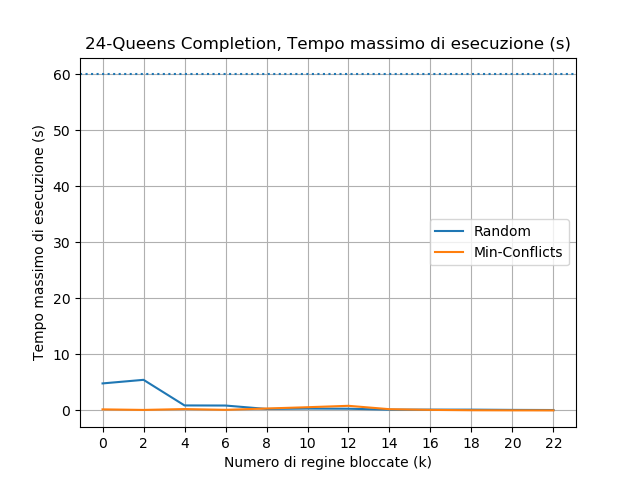 24-Queens Completion, Tempo massimo di esecuzione (s)
Tempo massimo di esecuzione (s)
60
50
40
30
20
10
0
Random
Min-Conflicts
0 2 4 6 8 10 12 14 16 18 20 22
Numero di regine bloccate (k)